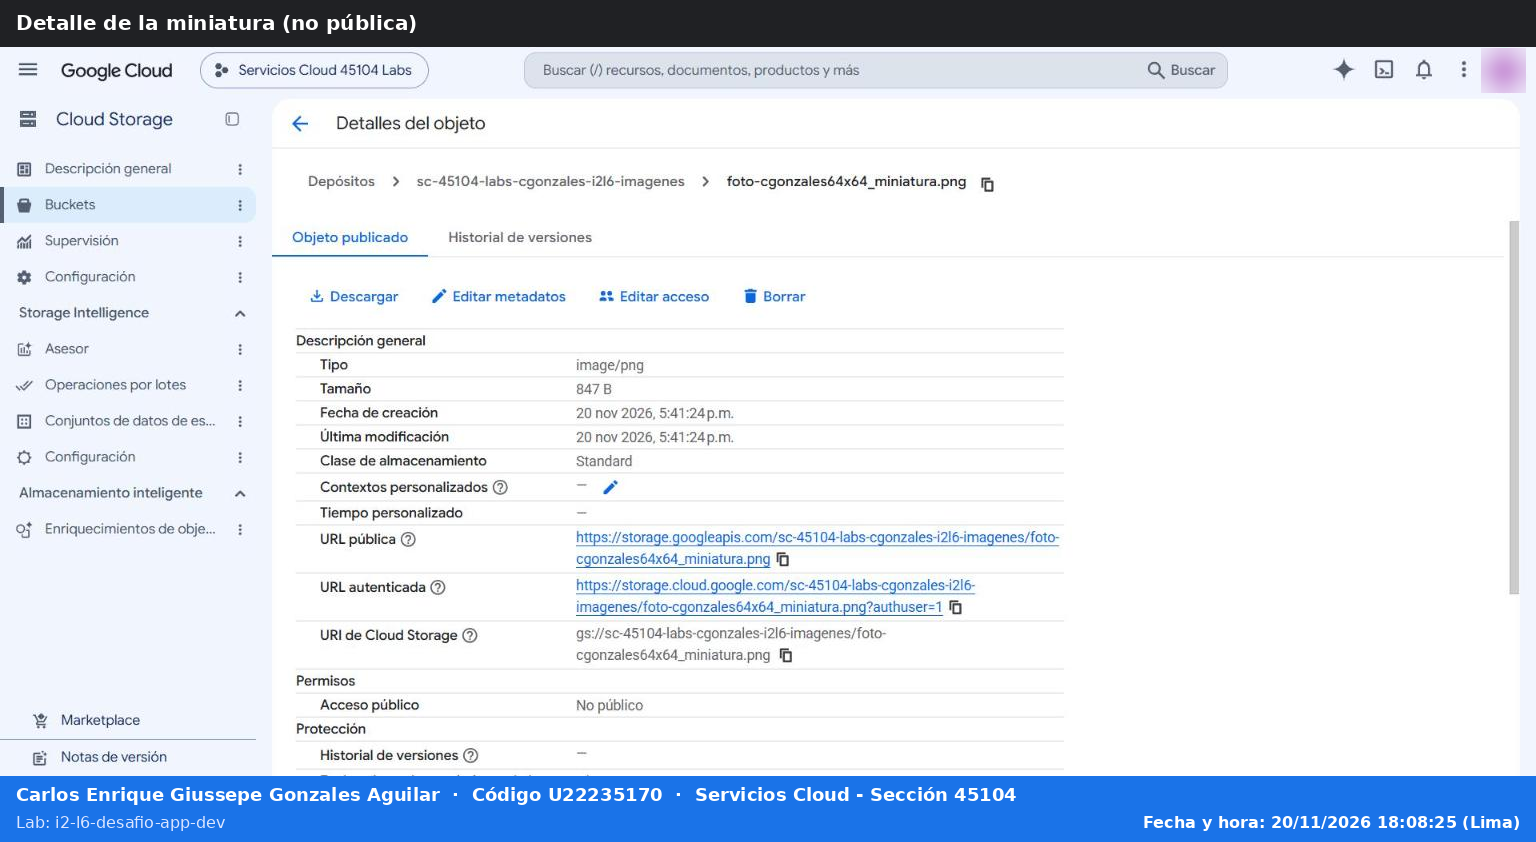 Detalle de la miniatura (no pública)
Google Cloud
Servicios Cloud 45104 Labs
Buscar (/) recursos, documentos, productos y más
Buscar
Cloud Storage
Descripción general
Buckets
Supervisión
Configuración
Storage Intelligence
Asesor
Operaciones por lotes
Conjuntos de datos de es...
Configuración
Almacenamiento inteligente
Enriquecimientos de obje...
Marketplace
Notas de versión
Detalles del objeto
Depósitos > sc-45104-labs-cgonzales-i2l6-imagenes > foto-cgonzales64x64_miniatura.png
Objeto publicado
Historial de versiones
Descargar
Editar metadatos
Editar acceso
Borrar
Descripción general
Tipo image/png
Tamaño 847 B
Fecha de creación 20 nov 2026, 5:41:24 p.m.
Última modificación 20 nov 2026, 5:41:24 p.m.
Clase de almacenamiento Standard
Contextos personalizados —
Tiempo personalizado —
URL pública https://storage.googleapis.com/sc-45104-labs-cgonzales-i2l6-imagenes/foto-
cgonzales64x64_miniatura.png
URL autenticada https://storage.cloud.google.com/sc-45104-labs-cgonzales-i2l6-
imagenes/foto-cgonzales64x64_miniatura.png?authuser=1
URI de Cloud Storage gs://sc-45104-labs-cgonzales-i2l6-imagenes/foto-
cgonzales64x64_miniatura.png
Permisos
Acceso público No público
Protección
Historial de versiones —
Carlos Enrique Giussepe Gonzales Aguilar · Código U22235170 · Servicios Cloud - Sección 45104
Lab: i2-l6-desafio-app-dev
Fecha y hora: 20/11/2026 18:08:25 (Lima)